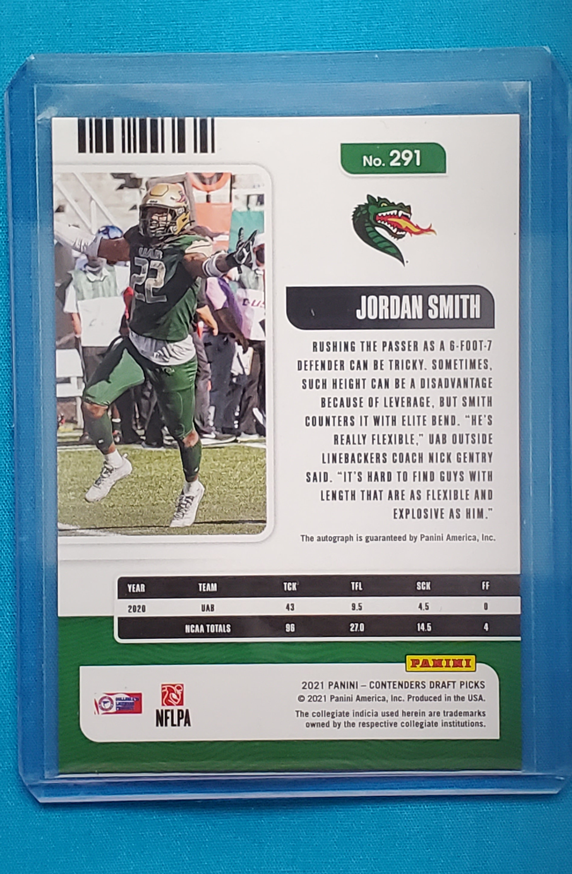 No. 291
UAB
22
JORDAN SMITH
RUSHING THE PASSER AS A 6-FOOT-7
DEFENDER CAN BE TRICKY. SOMETIMES,
SUCH HEIGHT CAN BE A DISADVANTAGE
BECAUSE OF LEVERAGE, BUT SMITH
COUNTERS IT WITH ELITE BEND. "HE'S
REALLY FLEXIBLE," UAB OUTSIDE
LINEBACKERS COACH NICK GENTRY
SAID. "IT'S HARD TO FIND GUYS WITH
LENGTH THAT ARE AS FLEXIBLE AND
EXPLOSIVE AS HIM."
The autograph is guaranteed by Panini America, Inc.
YEAR TEAM TCK TFL SCK FF
2020 UAB 43 9.5 4.5 0
NCAA TOTALS 96 27.0 14.5 4
PANINI
2021 PANINI – CONTENDERS DRAFT PICKS
© 2021 Panini America, Inc. Produced in the USA.
The collegiate indicia used herein are trademarks
owned by the respective collegiate institutions.
NFLPA